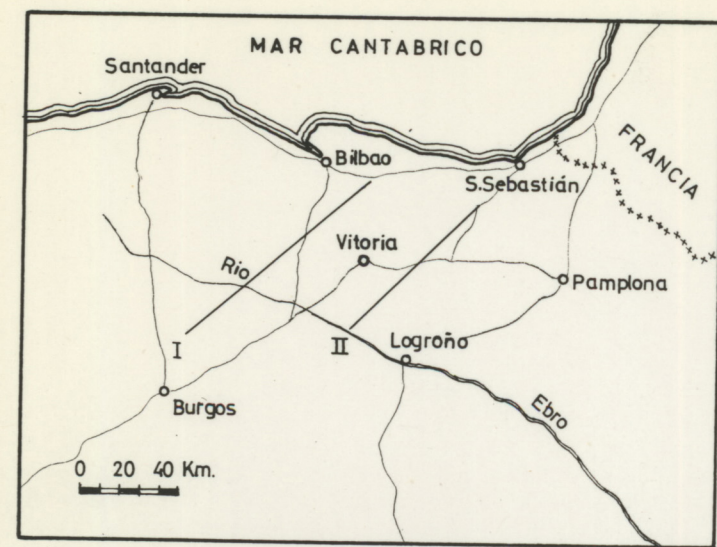 MAR CANTABRICO
Santander
Bilbao
S.Sebastián
FRANCIA
Vitoria
Rio
Pamplona
I
II
Logroño
Burgos
Ebro
0 20 40 Km.